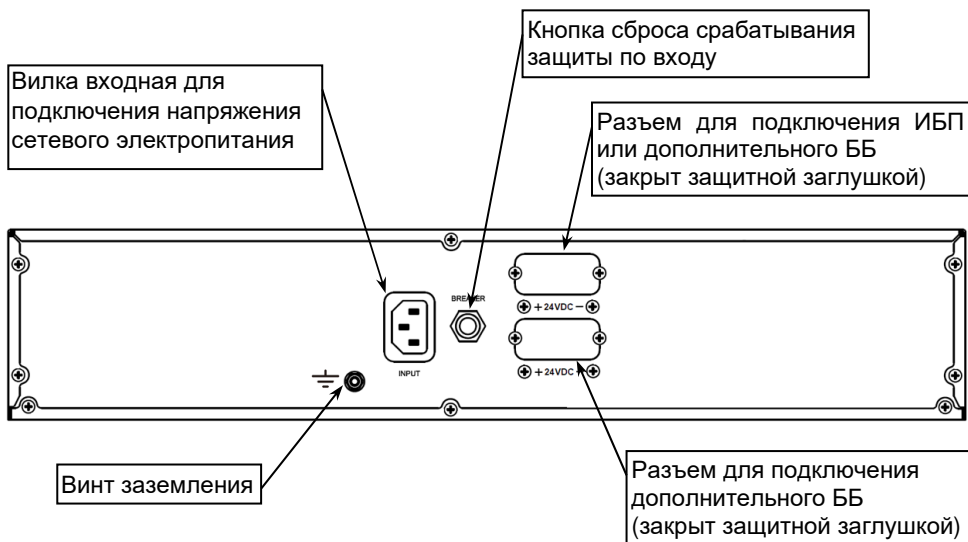 Кнопка сброса срабатывания
защиты по входу
Вилка входная для
подключения напряжения
сетевого электропитания
Разъем для подключения ИБП
или дополнительного ББ
(закрыт защитной заглушкой)
BREAKER
+ 24VDC −
INPUT
+ 24VDC −
Винт заземления
Разъем для подключения
дополнительного ББ
(закрыт защитной заглушкой)